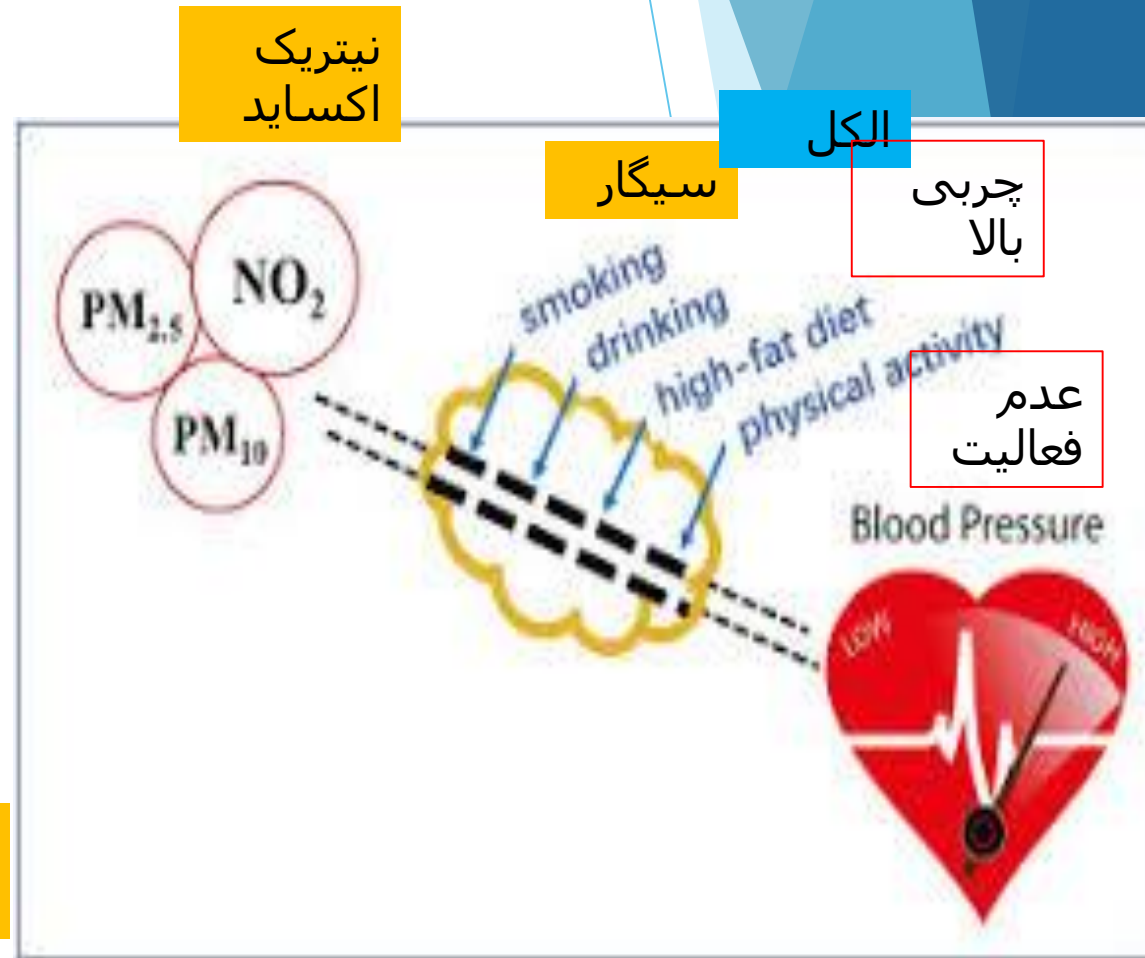 نیتریک
اکساید
الکل
سیگار
چربی
بالا
PM2.5
NO2
PM10
smoking
drinking
high-fat diet
physical activity
عدم
فعالیت
Blood Pressure
LOW
HIGH